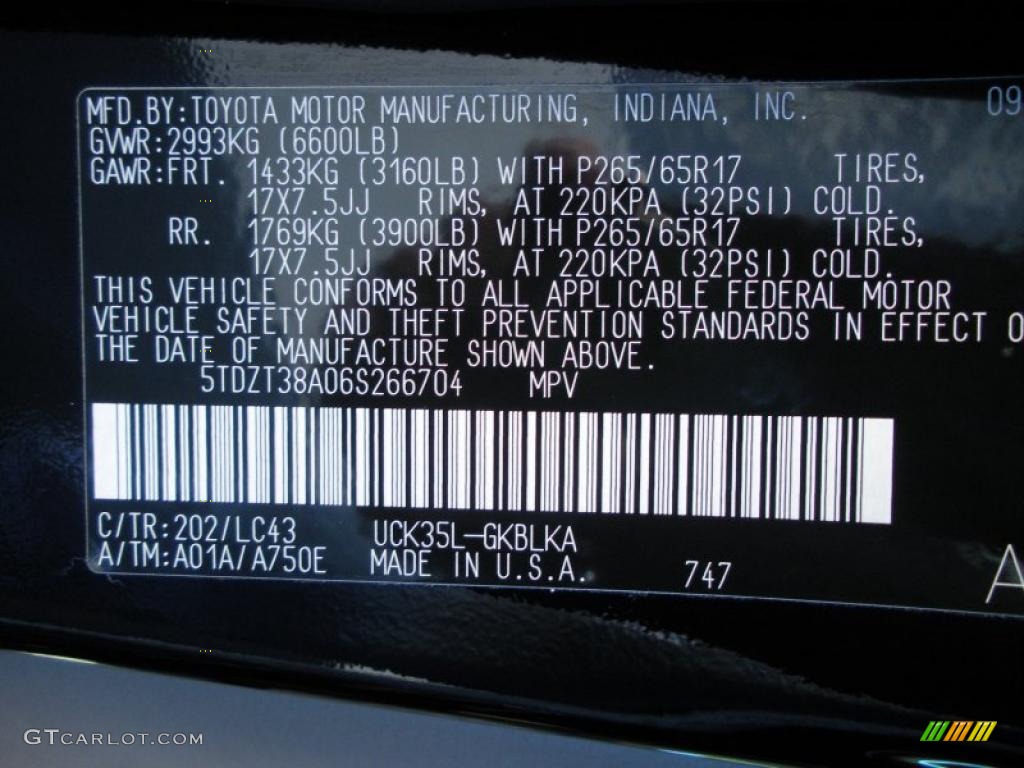 MFD.BY:TOYOTA MOTOR MANUFACTURING, INDIANA, INC. 09
GVWR:2993KG (6600LB)
GAWR:FRT. 1433KG (3160LB) WITH P265/65R17 TIRES,
17X7.5JJ RIMS, AT 220KPA (32PSI) COLD.
RR. 1769KG (3900LB) WITH P265/65R17 TIRES,
17X7.5JJ RIMS, AT 220KPA (32PSI) COLD.
THIS VEHICLE CONFORMS TO ALL APPLICABLE FEDERAL MOTOR
VEHICLE SAFETY AND THEFT PREVENTION STANDARDS IN EFFECT O
THE DATE OF MANUFACTURE SHOWN ABOVE.
5TDZT38A06S266704 MPV
C/TR:202/LC43 UCK35L-GKBLKA
A/TM:A01A/A750E MADE IN U.S.A. 747 A
GTCARLOT.COM